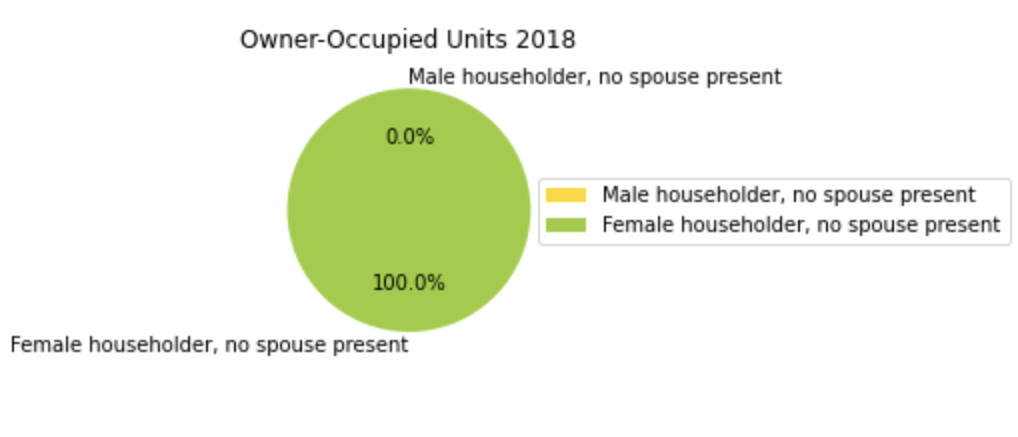 Owner-Occupied Units 2018
Male householder, no spouse present
0.0%
Male householder, no spouse present
Female householder, no spouse present
100.0%
Female householder, no spouse present